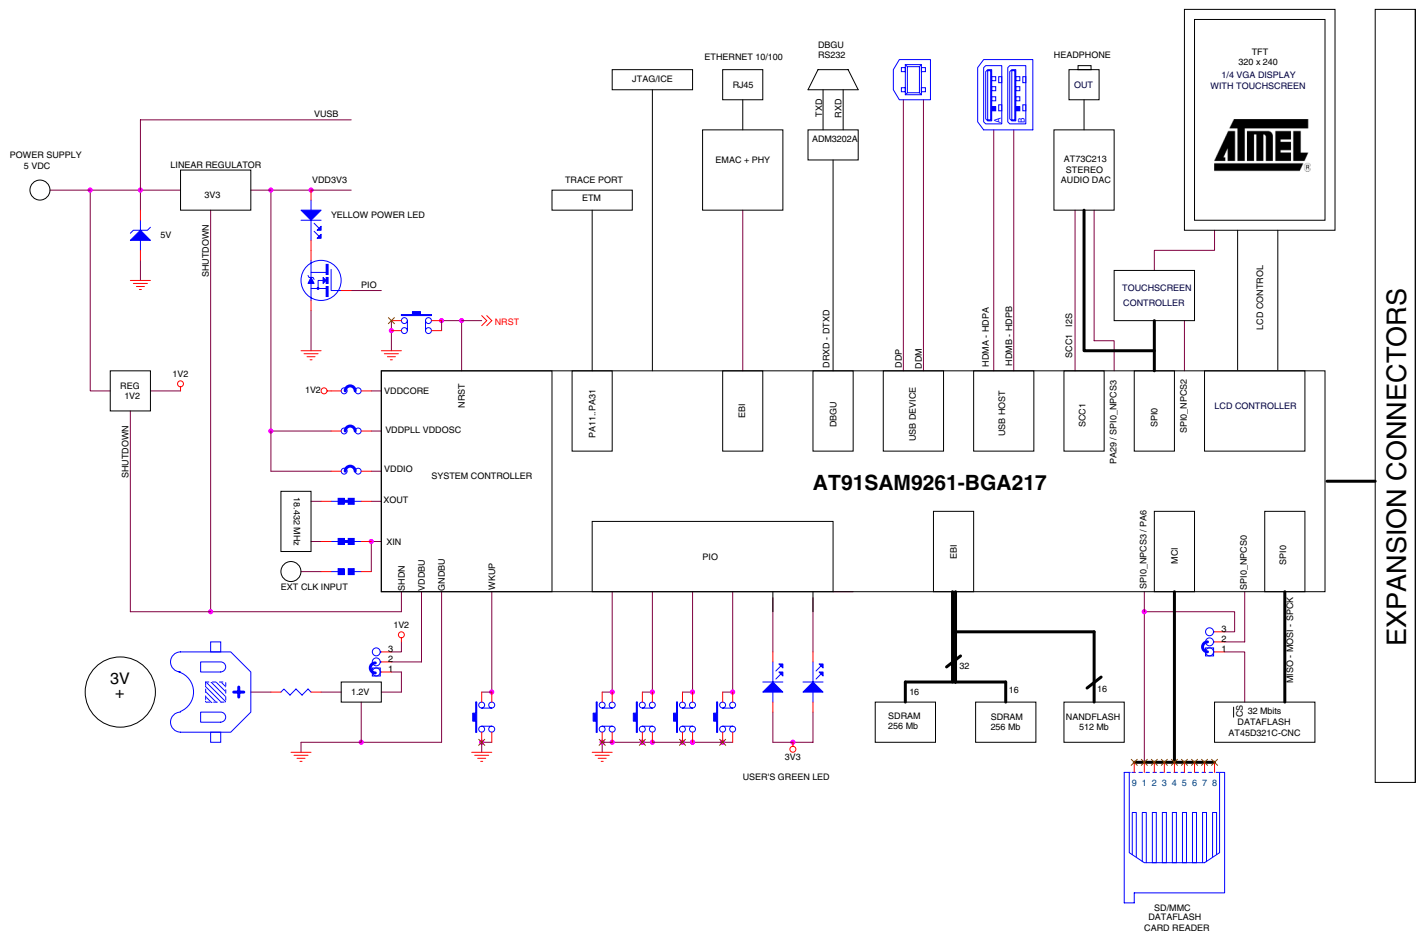 POWER SUPPLY
5 VDC
VUSB
LINEAR REGULATOR
3V3
VDD3V3
5V
SHUTDOWN
YELLOW POWER LED
PIO
NRST
REG
1V2
1V2
SHUTDOWN
TRACE PORT
ETM
JTAG/ICE
ETHERNET 10/100
RJ45
EMAC + PHY
DBGU
RS232
TXD
RXD
ADM3202A
DRXD - DTXD
DDP
DDM
A
B
HDMA - HDPA
HDMB - HDPB
HEADPHONE
OUT
AT73C213
STEREO
AUDIO DAC
SCC1 I2S
PA29 / SPI0_NPCS3
TFT
320 x 240
1/4 VGA DISPLAY
WITH TOUCHSCREEN
ATMEL
®
TOUCHSCREEN
CONTROLLER
SPI0_NPCS2
LCD CONTROL
EXPANSION CONNECTORS
1V2
VDDCORE
NRST
VDDPLL VDDOSC
VDDIO
SYSTEM CONTROLLER
XOUT
18.432 MHz
XIN
EXT CLK INPUT
SHDN
VDDBU
GNDBU
WKUP
PA11..PA31
EBI
DBGU
USB DEVICE
USB HOST
SCC1
SPI0
LCD CONTROLLER
AT91SAM9261-BGA217
PIO
EBI
SPI0_NPCS3 / PA6
MCI
SPI0_NPCS0
SPI0
MISO - MOSI - SPCK
1V2
3
2
1
3V
+
+
1.2V
3V3
USER'S GREEN LED
32
16
16
16
SDRAM
256 Mb
SDRAM
256 Mb
NANDFLASH
512 Mb
3
2
1
CS
32 Mbits
DATAFLASH
AT45D321C-CNC
9 1 2 3 4 5 6 7 8
SD/MMC
DATAFLASH
CARD READER